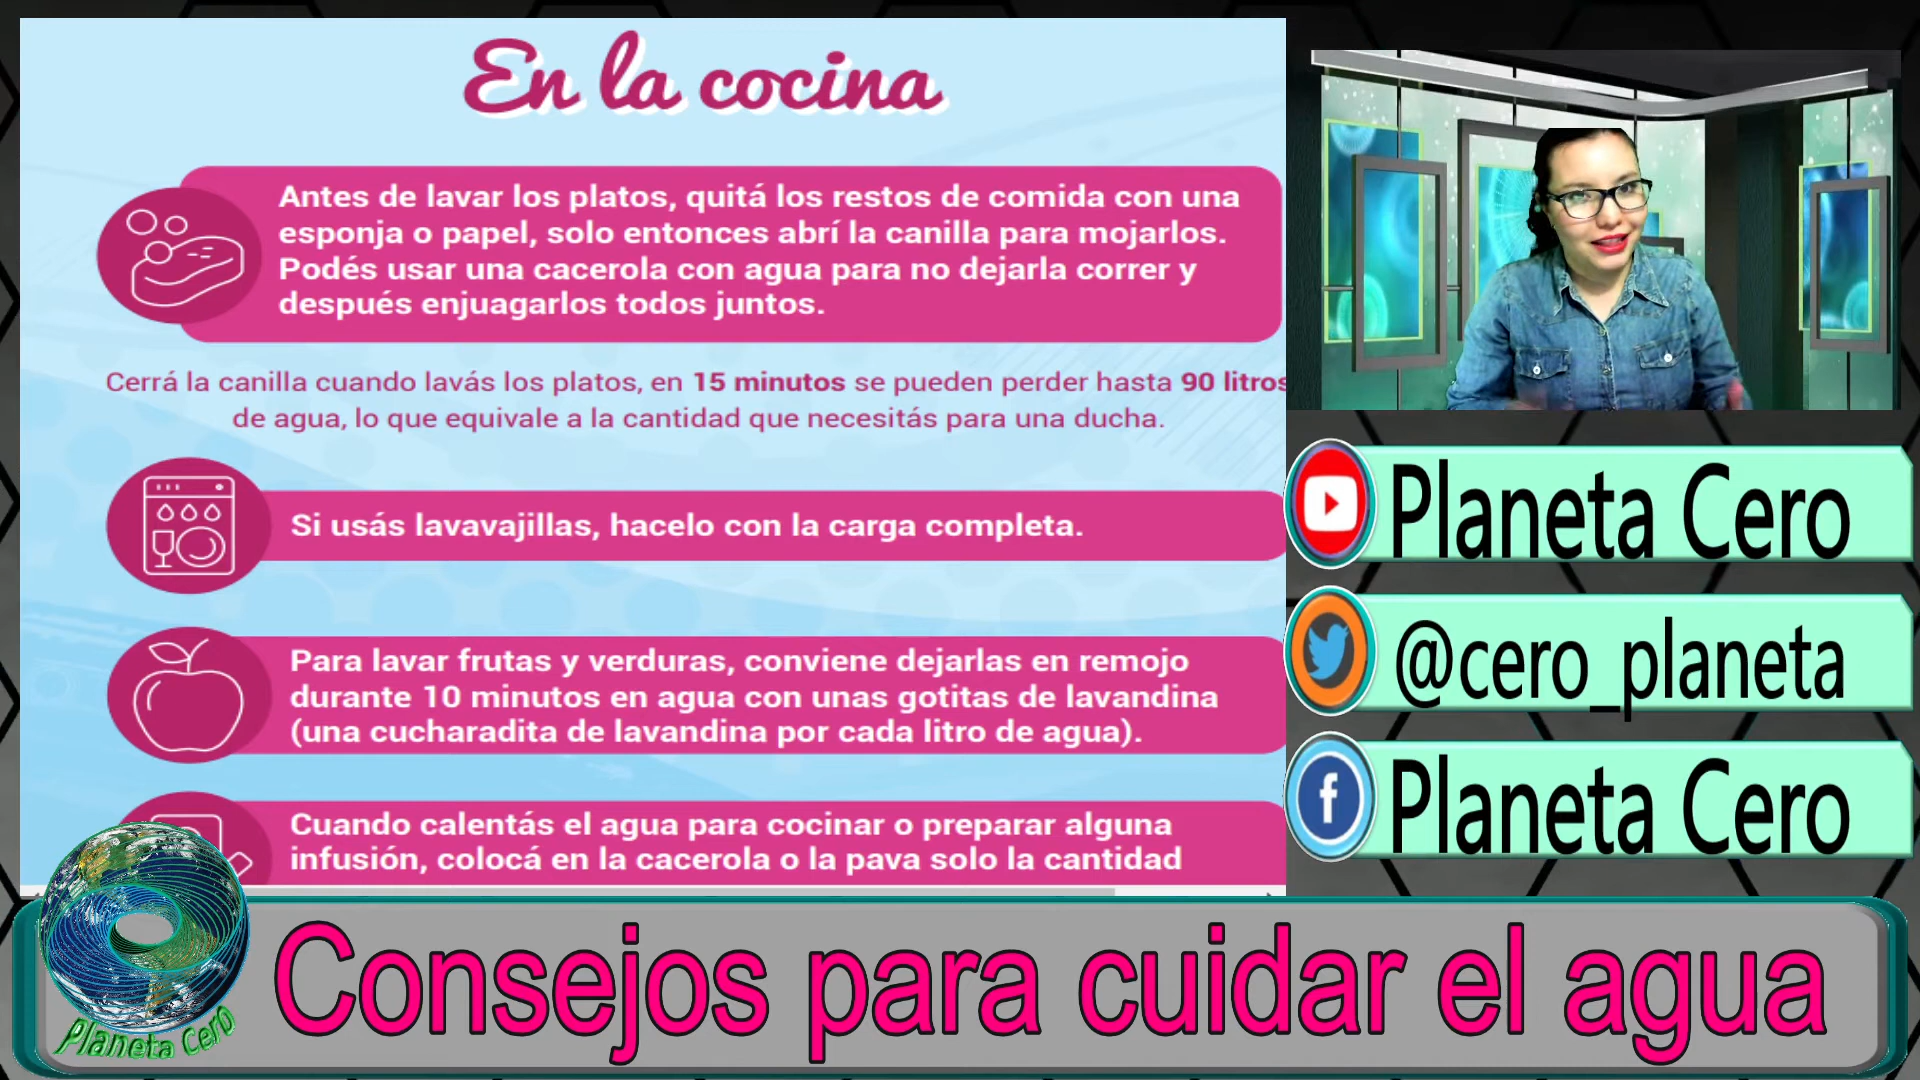 En la cocina
Antes de lavar los platos, quitá los restos de comida con una
esponja o papel, solo entonces abrí la canilla para mojarlos.
Podés usar una cacerola con agua para no dejarla correr y
después enjuagarlos todos juntos.
Cerrá la canilla cuando lavás los platos, en 15 minutos se pueden perder hasta 90 litros
de agua, lo que equivale a la cantidad que necesitás para una ducha.
Si usás lavavajillas, hacelo con la carga completa.
Para lavar frutas y verduras, conviene dejarlas en remojo
durante 10 minutos en agua con unas gotitas de lavandina
(una cucharadita de lavandina por cada litro de agua).
Cuando calentás el agua para cocinar o preparar alguna
infusión, colocá en la cacerola o la pava solo la cantidad
Planeta Cero
@cero_planeta
Planeta Cero
Planeta Cero
Consejos para cuidar el agua